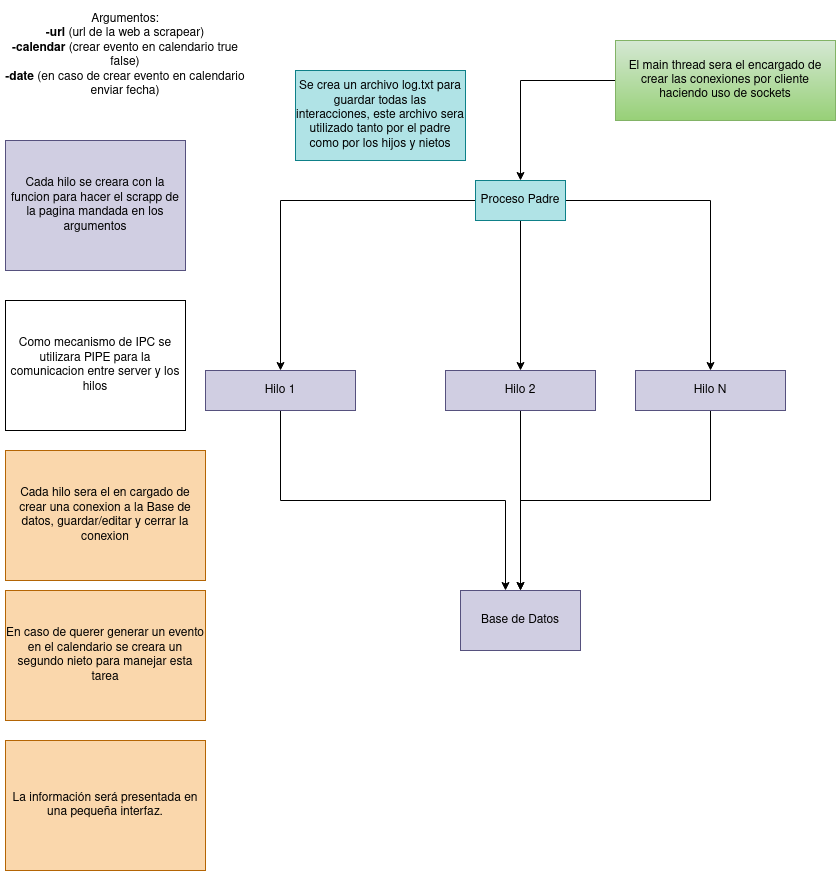 Argumentos:
-url (url de la web a scrapear)
-calendar (crear evento en calendario true
false)
-date (en caso de crear evento en calendario
enviar fecha)
Se crea un archivo log.txt para
guardar todas las
interacciones, este archivo sera
utilizado tanto por el padre
como por los hijos y nietos
El main thread sera el encargado de
crear las conexiones por cliente
haciendo uso de sockets
Cada hilo se creara con la
funcion para hacer el scrapp de
la pagina mandada en los
argumentos
Proceso Padre
Como mecanismo de IPC se
utilizara PIPE para la
comunicacion entre server y los
hilos
Hilo 1
Hilo 2
Hilo N
Cada hilo sera el en cargado de
crear una conexion a la Base de
datos, guardar/editar y cerrar la
conexion
En caso de querer generar un evento
en el calendario se creara un
segundo nieto para manejar esta
tarea
Base de Datos
La información será presentada en
una pequeña interfaz.